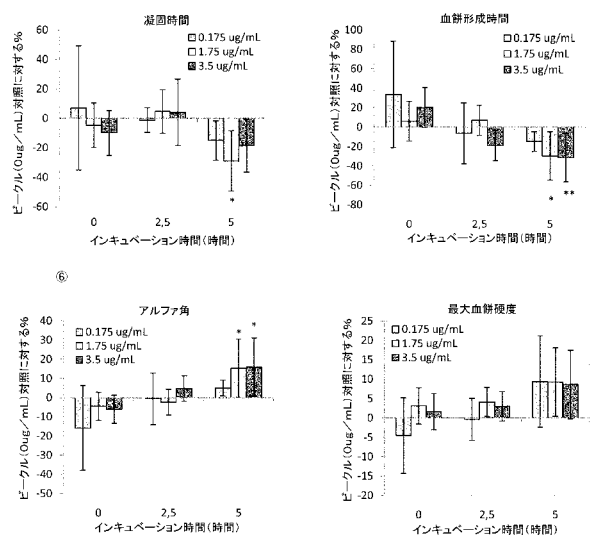 凝固時間
ビークル(0ug/mL)対照に対する%
60
40
20
0
-20
-40
-60
0.175 ug/mL
1.75 ug/mL
3.5 ug/mL
*
0
2,5
5
インキュベーション時間(時間)
血餅形成時間
ビークル(0ug/mL)対照に対する%
100
80
60
40
20
0
-20
-40
-60
-80
0.175 ug/mL
1.75 ug/mL
3.5 ug/mL
*
**
0
2,5
5
インキュベーション時間(時間)
⑥
アルファ角
ビークル(0ug/mL)対照に対する%
40
30
20
10
0
-10
-20
-30
-40
-50
0.175 ug/mL
1.75 ug/mL
3.5 ug/mL
*
*
0
2,5
5
インキュベーション時間(時間)
最大血餅硬度
ビークル(0ug/mL)対照に対する%
25
20
15
10
5
0
-5
-10
-15
-20
0.175 ug/mL
1.75 ug/mL
3.5 ug/mL
0
2,5
5
インキュベーション時間(時間)